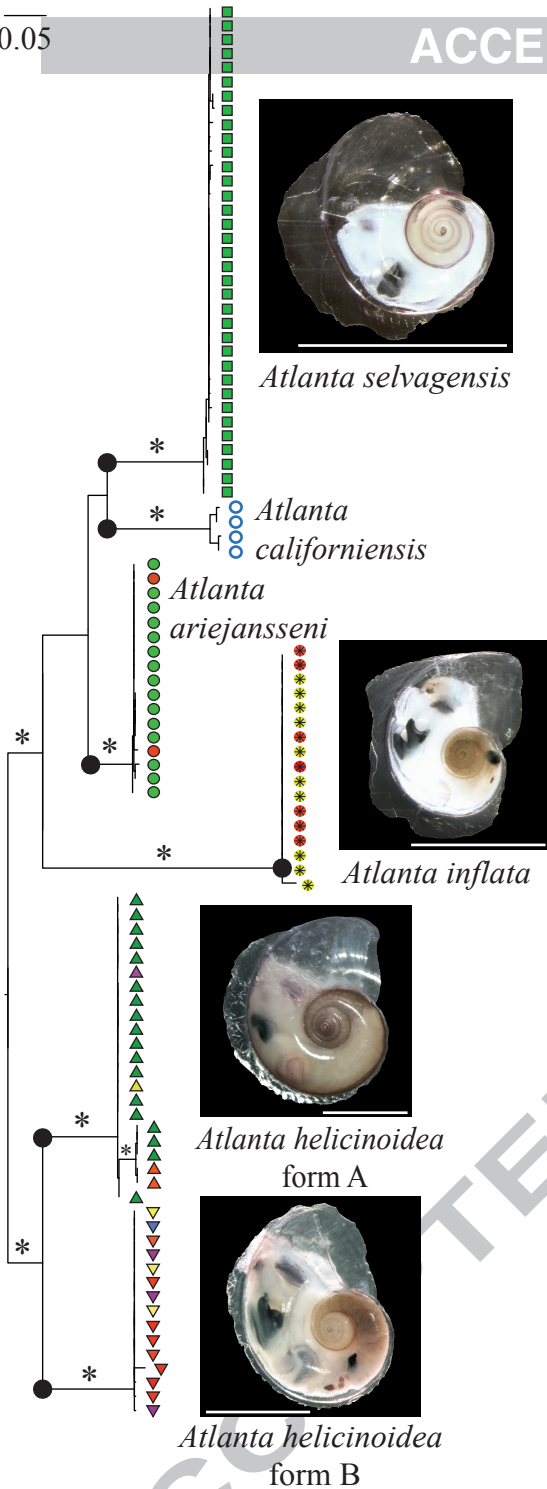 0.05
ACCE
*
Atlanta selvagensis
*
Atlanta
californiensis
Atlanta
ariejansseni
*
*
*
Atlanta inflata
*
*
Atlanta helicinoidea
form A
*
*
Atlanta helicinoidea
form B